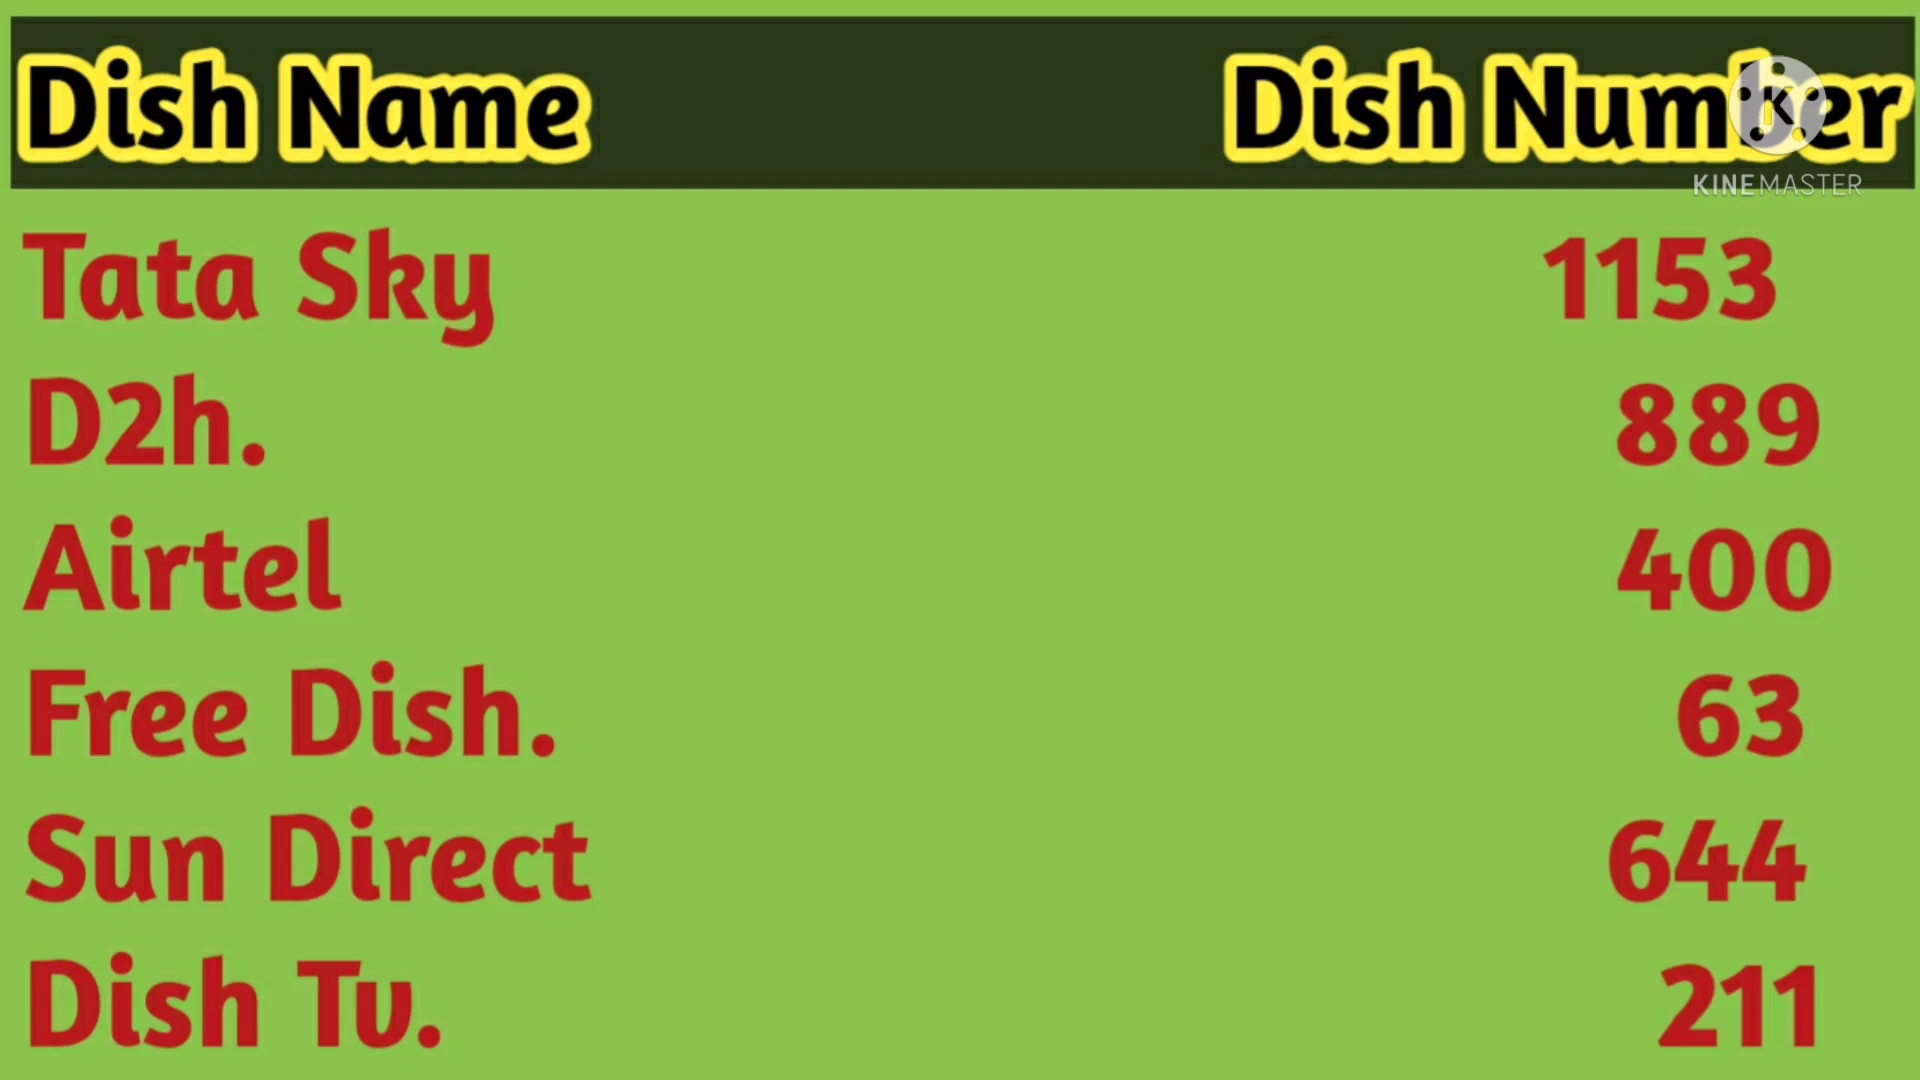 Dish Name Dish Number
KINEMASTER
Tata Sky 1153
D2h. 889
Airtel 400
Free Dish. 63
Sun Direct 644
Dish Tv. 211